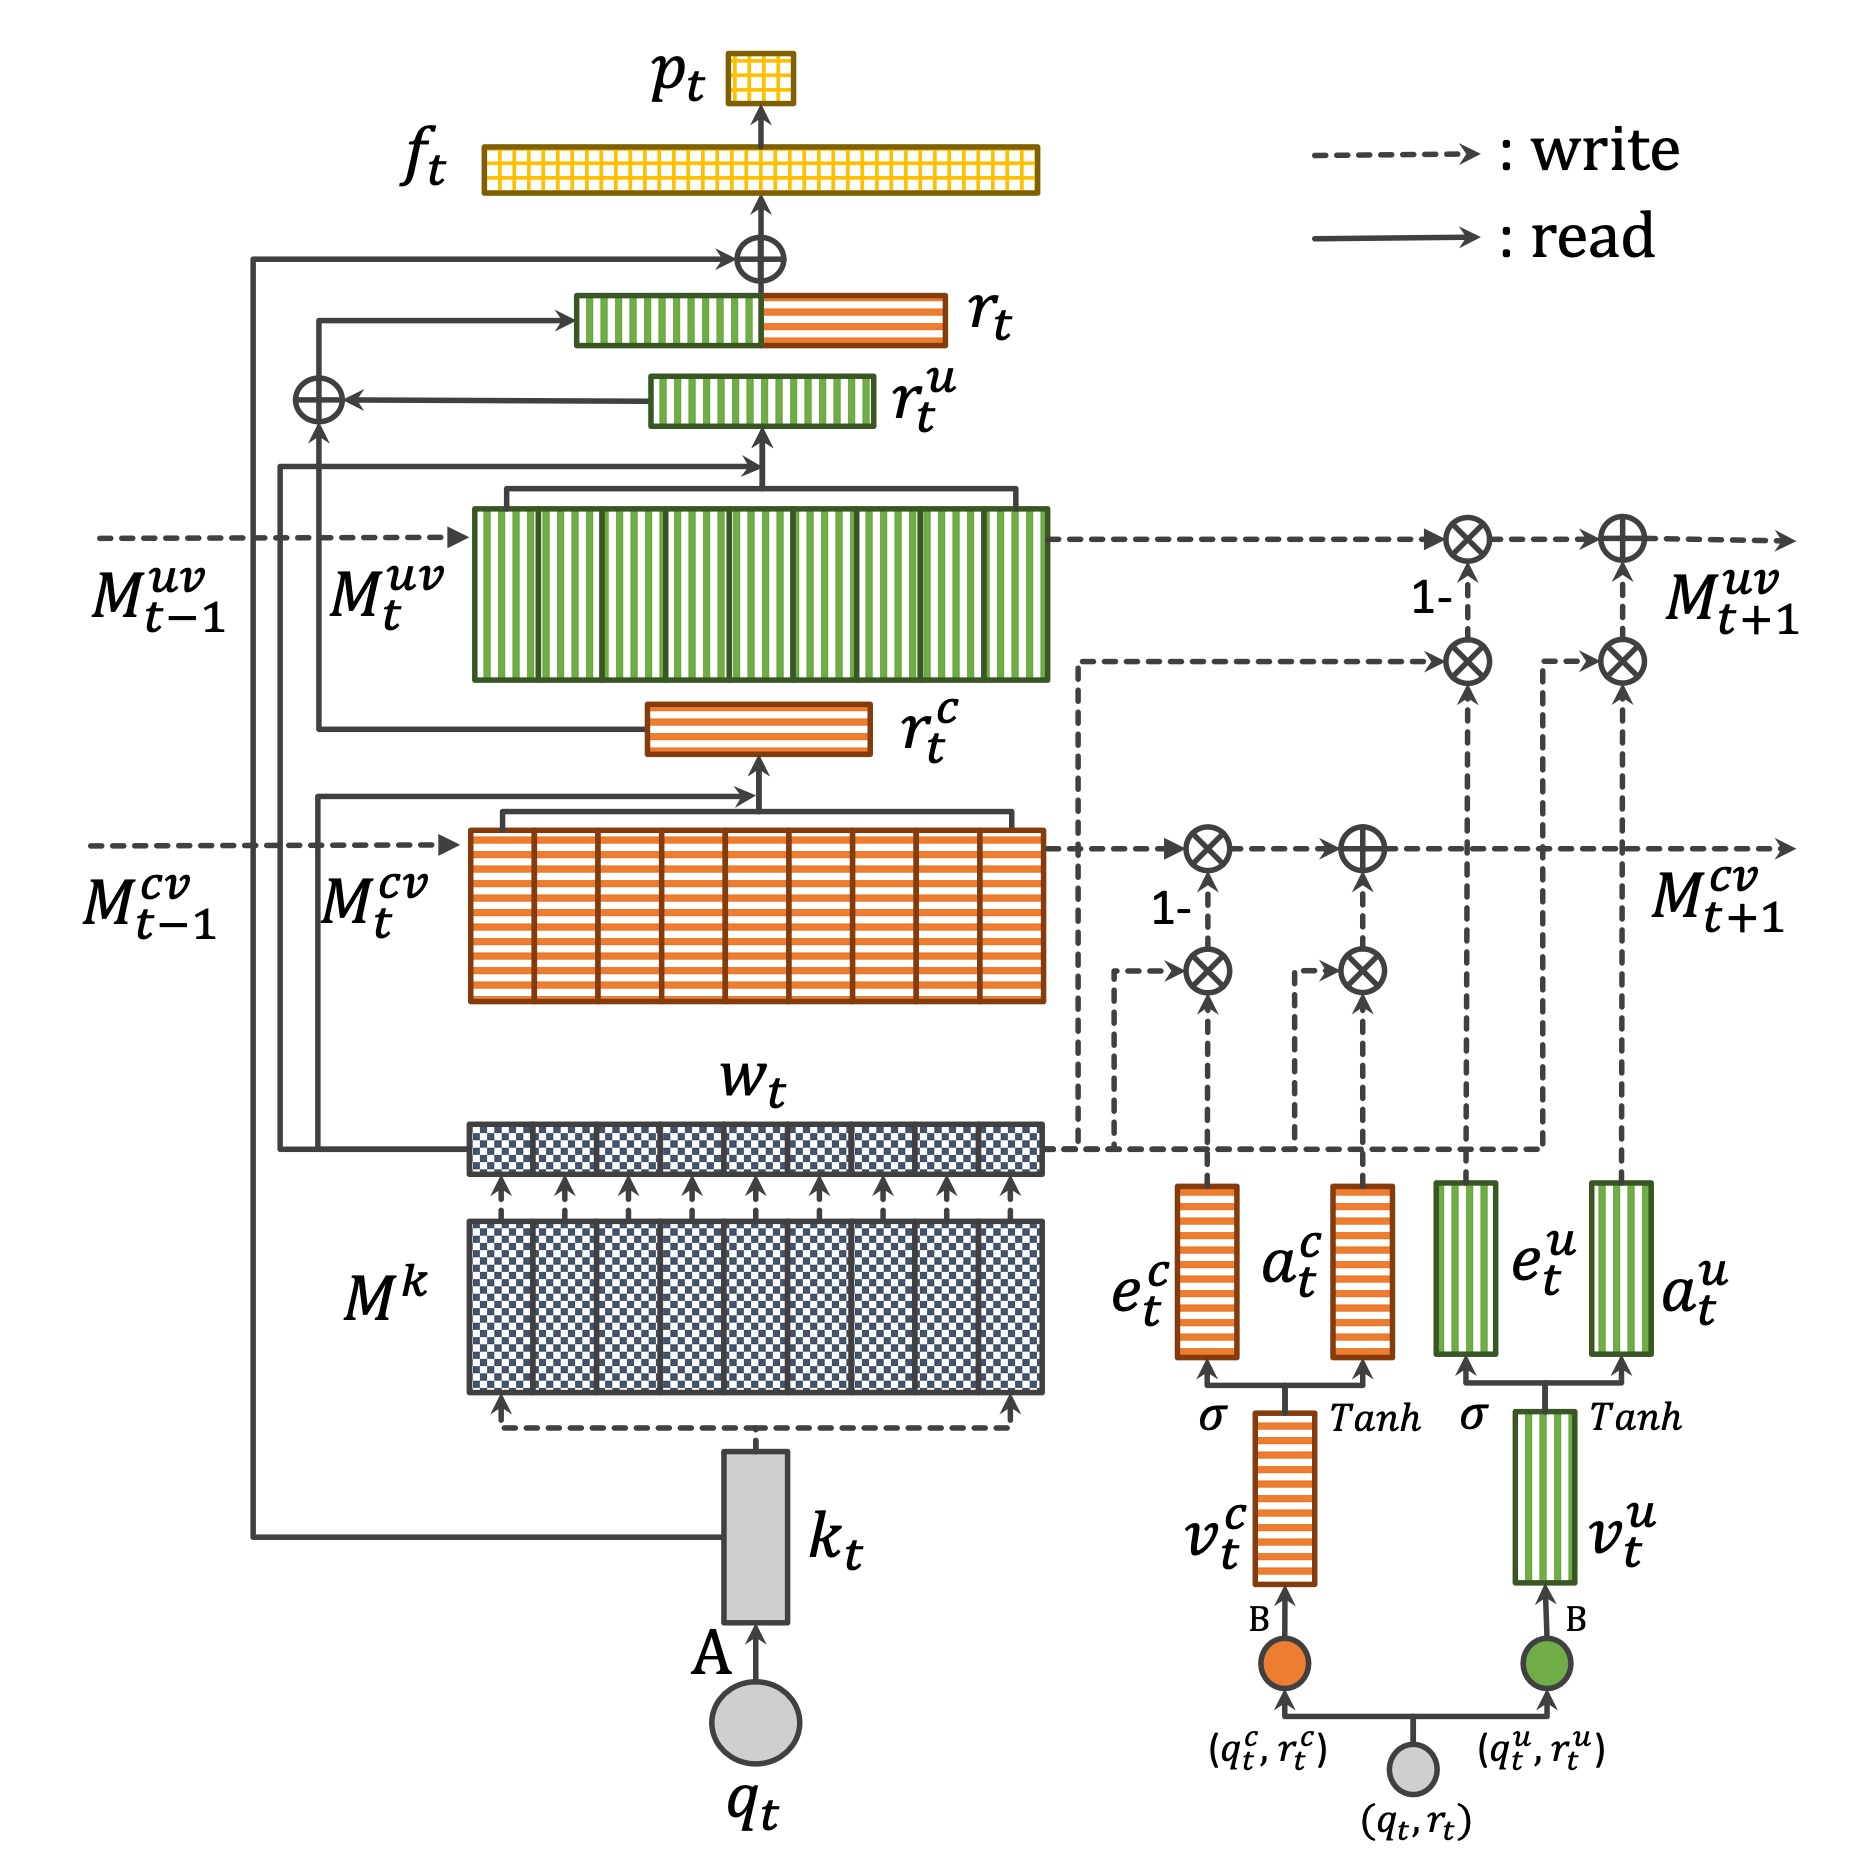 p_t
f_t
: write
: read
r_t
r_t^u
M_{t-1}^{uv}
M_t^{uv}
1-
M_{t+1}^{uv}
r_t^c
M_{t-1}^{cv}
M_t^{cv}
1-
M_{t+1}^{cv}
w_t
M^k
e_t^c
a_t^c
e_t^u
a_t^u
σ
Tanh
σ
Tanh
k_t
v_t^c
v_t^u
A
B
B
q_t
(q_t^c, r_t^c)
(q_t^u, r_t^u)
(q_t, r_t)